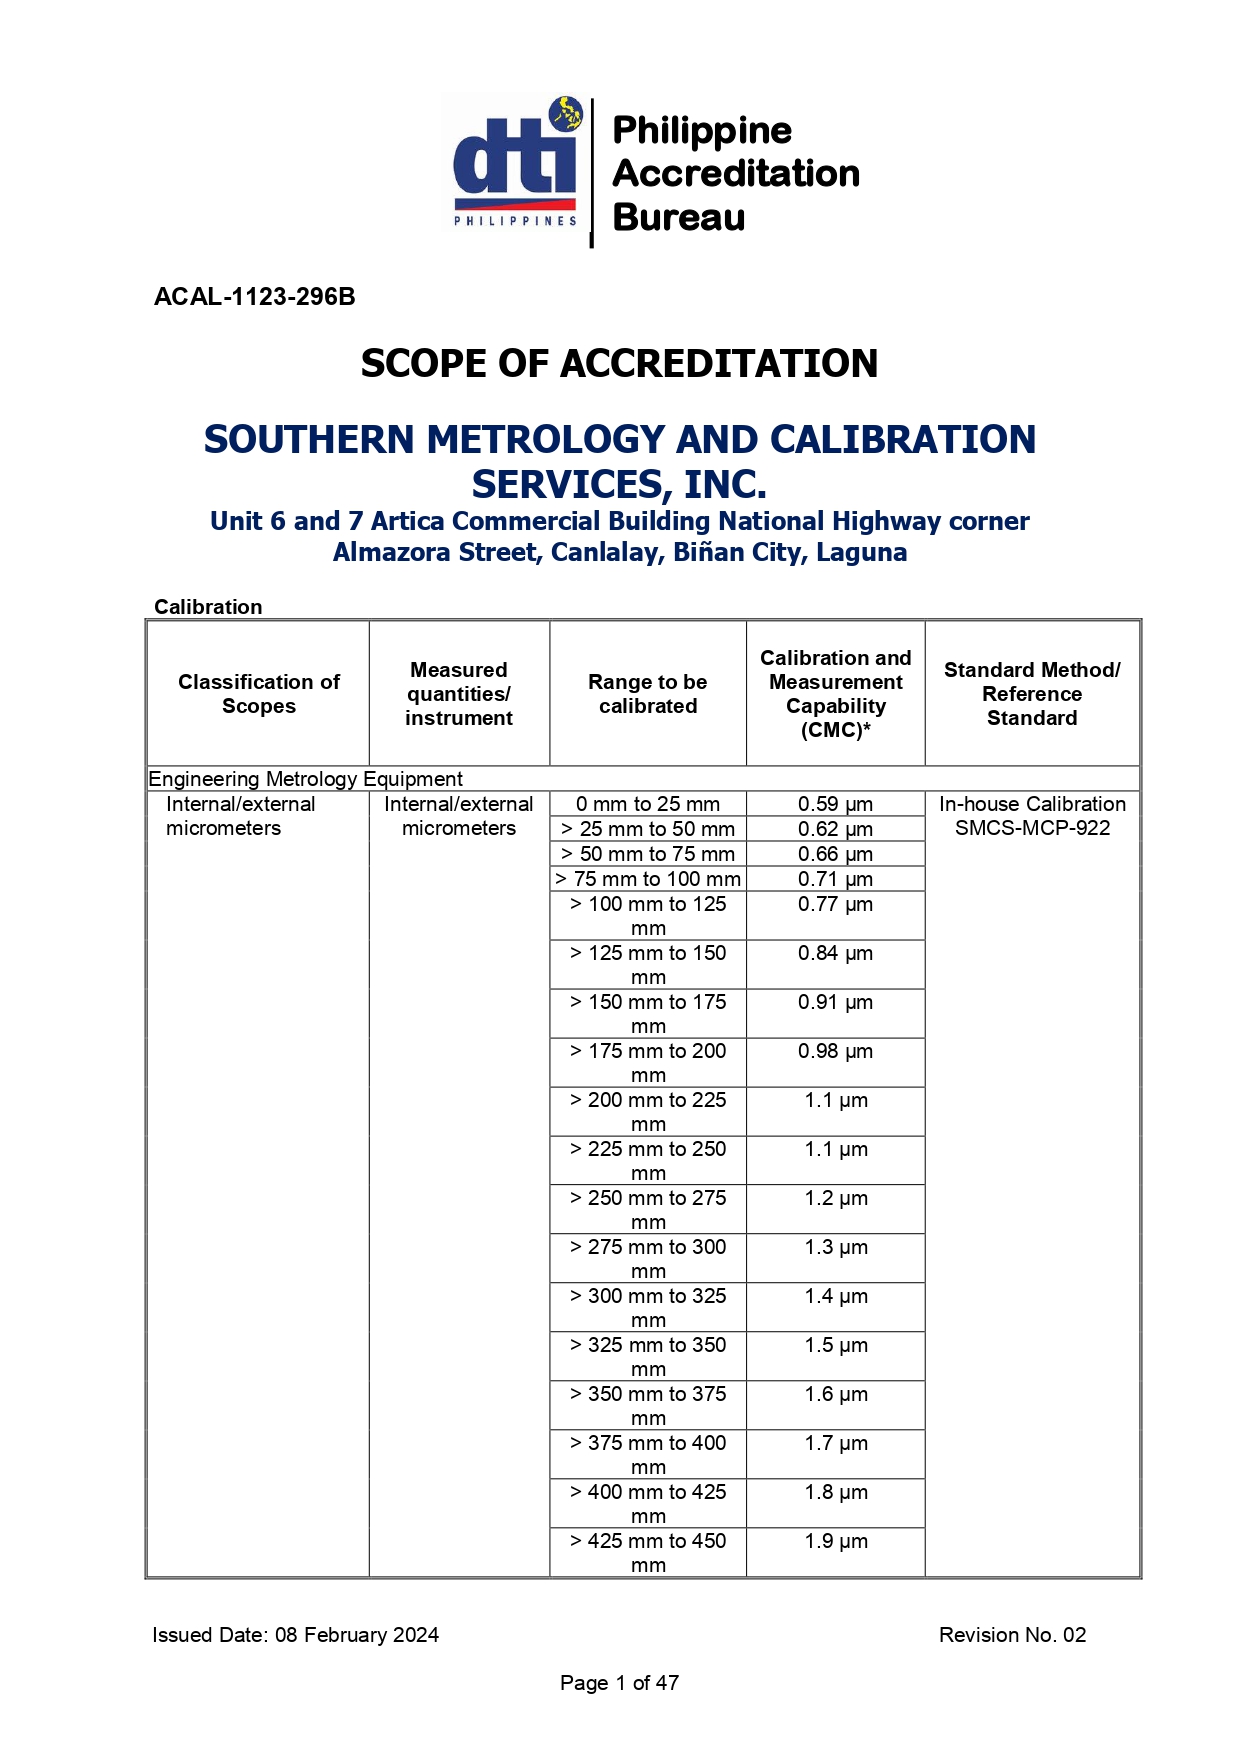 dti
PHILIPPINES
Philippine
Accreditation
Bureau
ACAL-1123-296B
SCOPE OF ACCREDITATION
SOUTHERN METROLOGY AND CALIBRATION
SERVICES, INC.
Unit 6 and 7 Artica Commercial Building National Highway corner
Almazora Street, Canlalay, Biñan City, Laguna
Calibration
Classification of
Scopes
Measured
quantities/
instrument
Range to be
calibrated
Calibration and
Measurement
Capability
(CMC)*
Standard Method/
Reference
Standard
Engineering Metrology Equipment
Internal/external
micrometers
Internal/external
micrometers
0 mm to 25 mm
0.59 µm
In-house Calibration
SMCS-MCP-922
> 25 mm to 50 mm
0.62 µm
> 50 mm to 75 mm
0.66 µm
> 75 mm to 100 mm
0.71 µm
> 100 mm to 125
mm
0.77 µm
> 125 mm to 150
mm
0.84 µm
> 150 mm to 175
mm
0.91 µm
> 175 mm to 200
mm
0.98 µm
> 200 mm to 225
mm
1.1 µm
> 225 mm to 250
mm
1.1 µm
> 250 mm to 275
mm
1.2 µm
> 275 mm to 300
mm
1.3 µm
> 300 mm to 325
mm
1.4 µm
> 325 mm to 350
mm
1.5 µm
> 350 mm to 375
mm
1.6 µm
> 375 mm to 400
mm
1.7 µm
> 400 mm to 425
mm
1.8 µm
> 425 mm to 450
mm
1.9 µm
Issued Date: 08 February 2024
Revision No. 02
Page 1 of 47